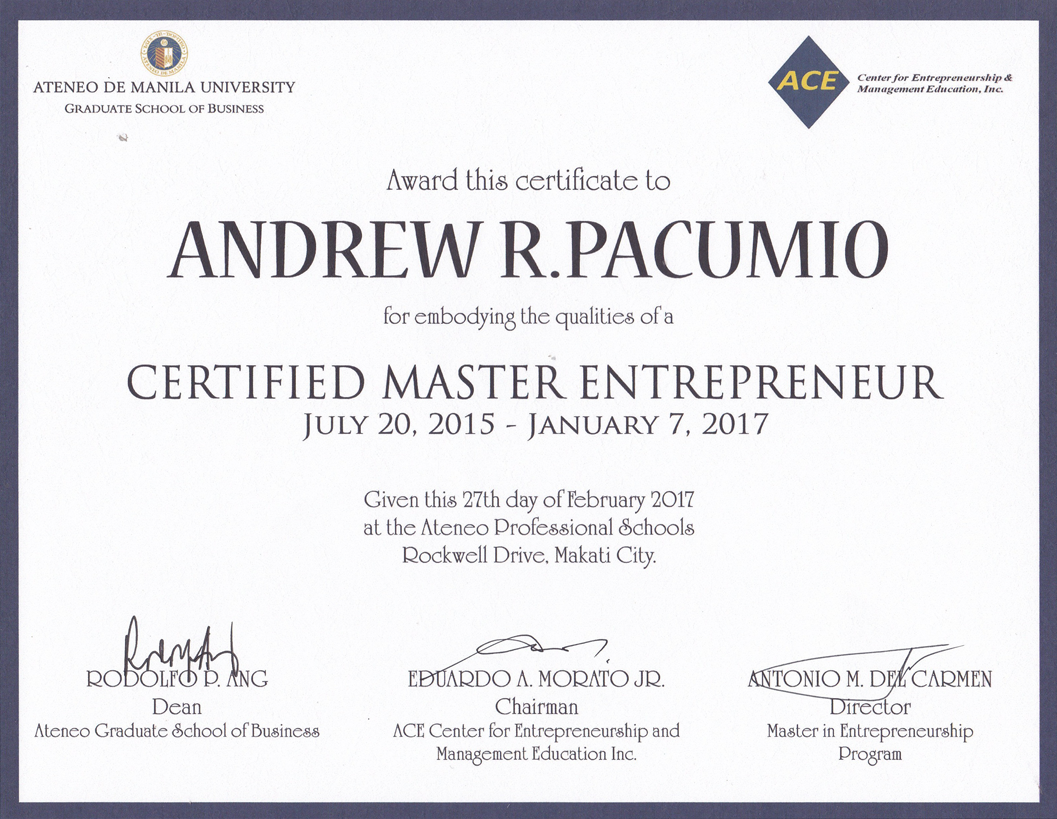 ATENEO DE MANILA UNIVERSITY
GRADUATE SCHOOL OF BUSINESS
ACE
Center for Entrepreneurship &
Management Education, Inc.
Award this certificate to
ANDREW R.PACUMIO
for embodying the qualities of a
CERTIFIED MASTER ENTREPRENEUR
JULY 20, 2015 - JANUARY 7, 2017
Given this 27th day of February 2017
at the Ateneo Professional Schools
Rockwell Drive, Makati City.
RODOLFO P. ANG
Dean
Ateneo Graduate School of Business
EDUARDO A. MORATO JR.
Chairman
ACE Center for Entrepreneurship and
Management Education Inc.
ANTONIO M. DEL CARMEN
Director
Master in Entrepreneurship
Program